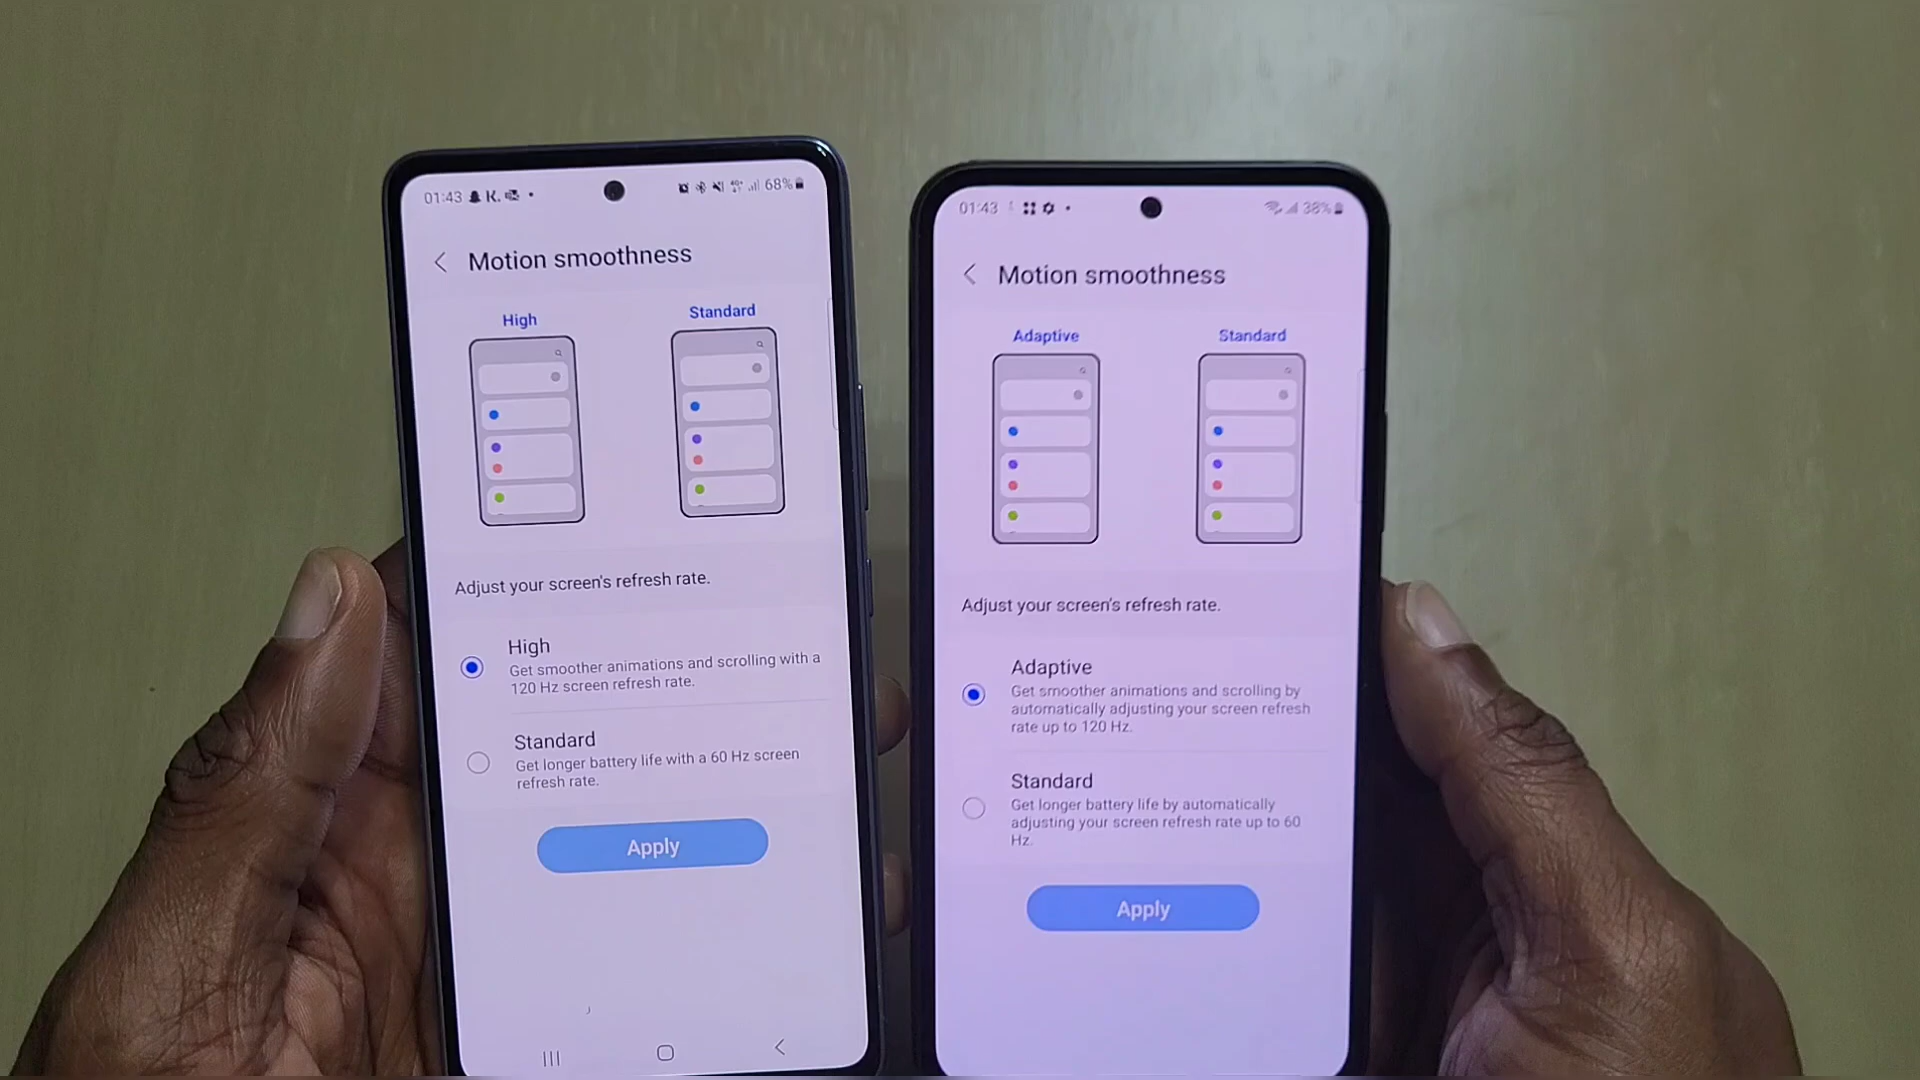 01:43 K.
68%
Motion smoothness
High
Standard
Adjust your screen's refresh rate.
High
Get smoother animations and scrolling with a
120 Hz screen refresh rate.
Standard
Get longer battery life with a 60 Hz screen
refresh rate.
Apply
01:43
38%
Motion smoothness
Adaptive
Standard
Adjust your screen's refresh rate.
Adaptive
Get smoother animations and scrolling by
automatically adjusting your screen refresh
rate up to 120 Hz.
Standard
Get longer battery life by automatically
adjusting your screen refresh rate up to 60
Hz.
Apply